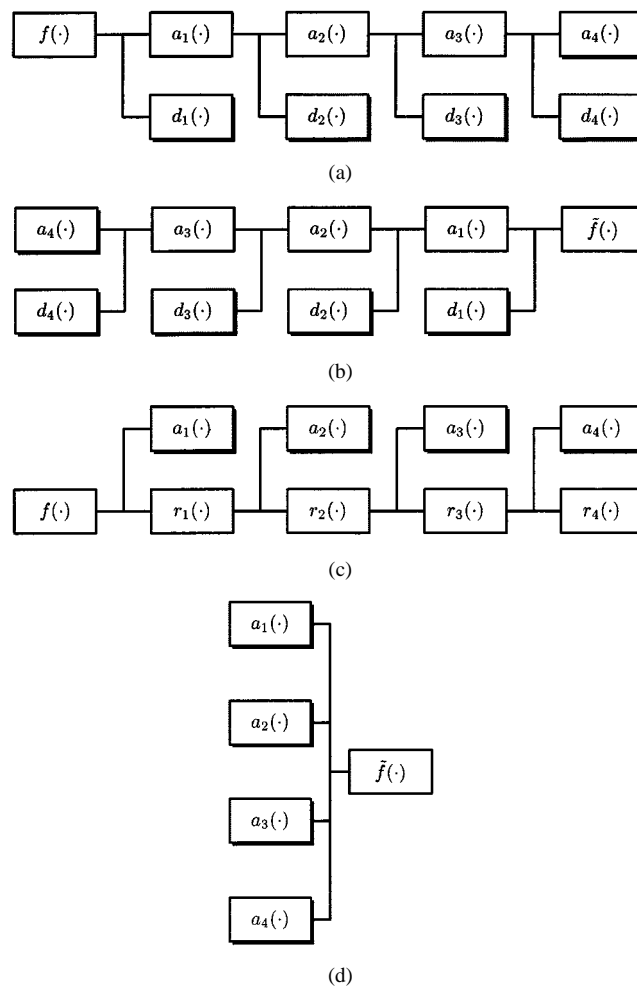 f(·) a₁(·) a₂(·) a₃(·) a₄(·)
d₁(·) d₂(·) d₃(·) d₄(·)
(a)
a₄(·) a₃(·) a₂(·) a₁(·) f̃(·)
d₄(·) d₃(·) d₂(·) d₁(·)
(b)
a₁(·) a₂(·) a₃(·) a₄(·)
f(·) r₁(·) r₂(·) r₃(·) r₄(·)
(c)
a₁(·)
a₂(·)
f̃(·)
a₃(·)
a₄(·)
(d)